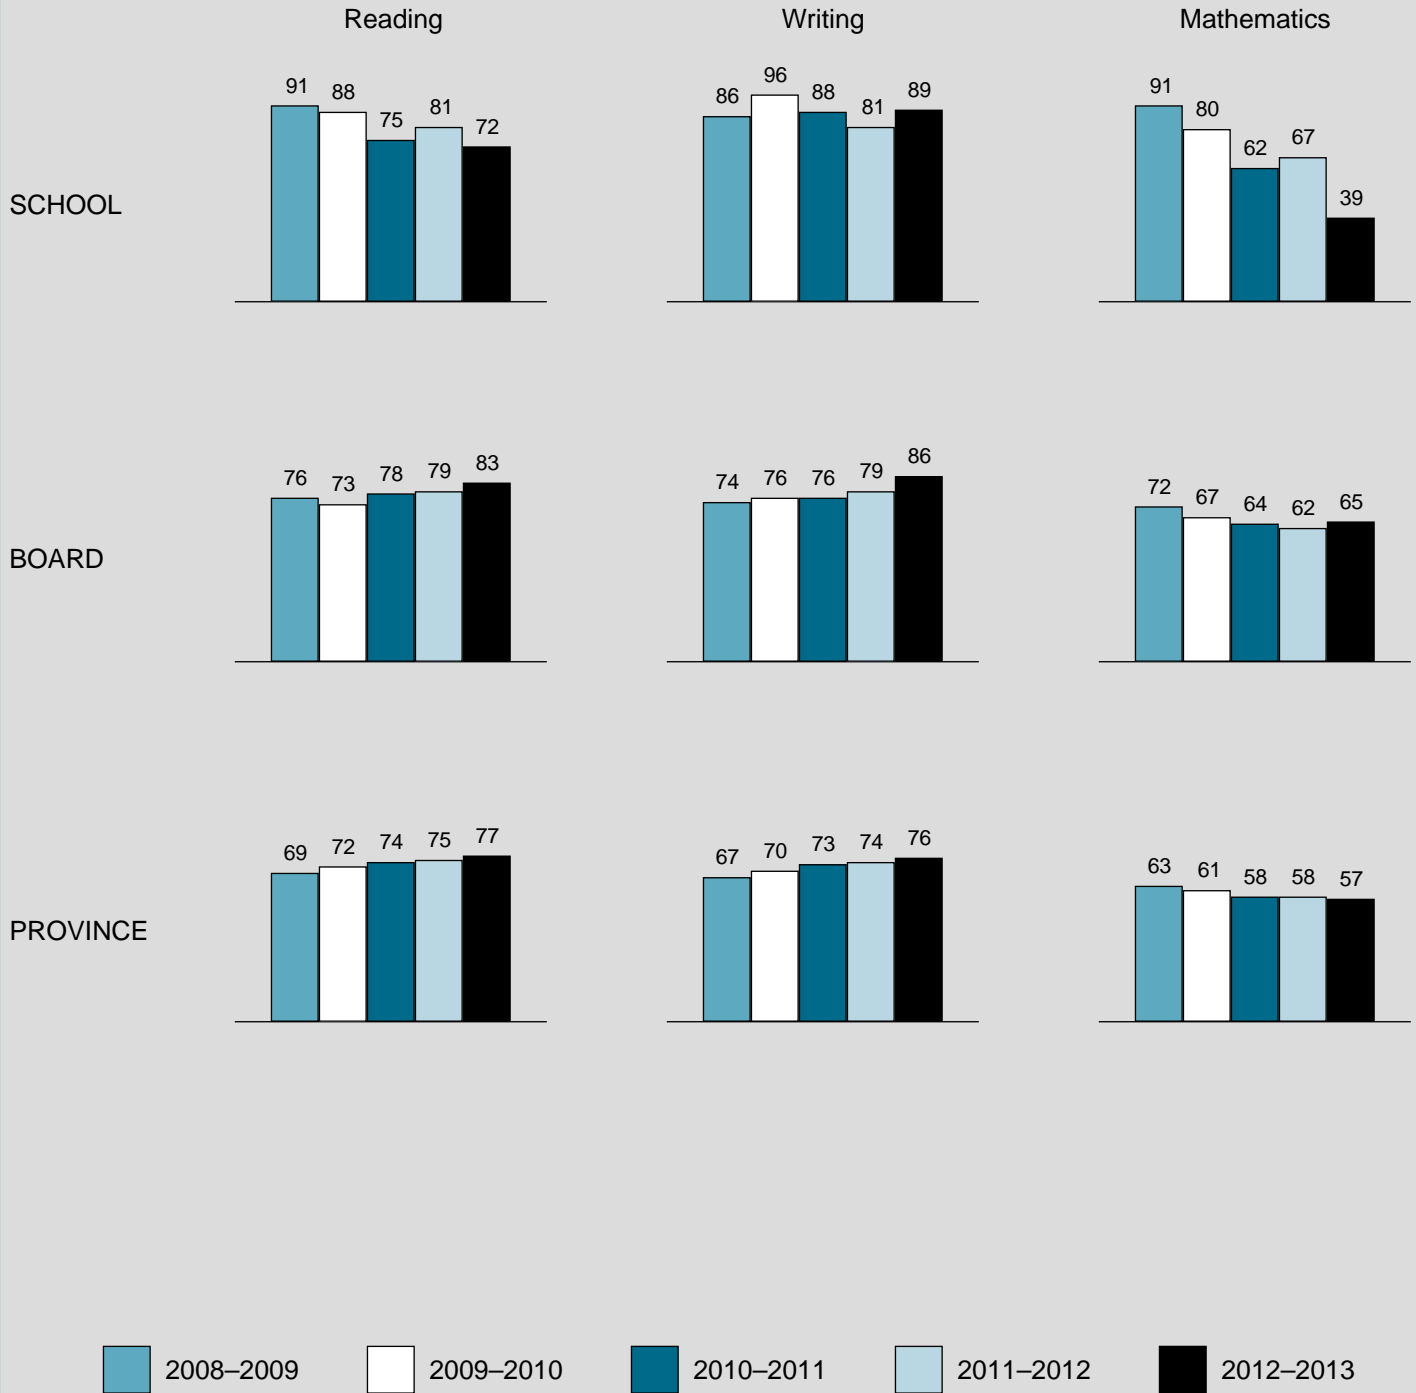 Reading Writing Mathematics
SCHOOL
91 88 75 81 72
86 96 88 81 89
91 80 62 67 39
BOARD
76 73 78 79 83
74 76 76 79 86
72 67 64 62 65
PROVINCE
69 72 74 75 77
67 70 73 74 76
63 61 58 58 57
2008–2009 2009–2010 2010–2011 2011–2012 2012–2013